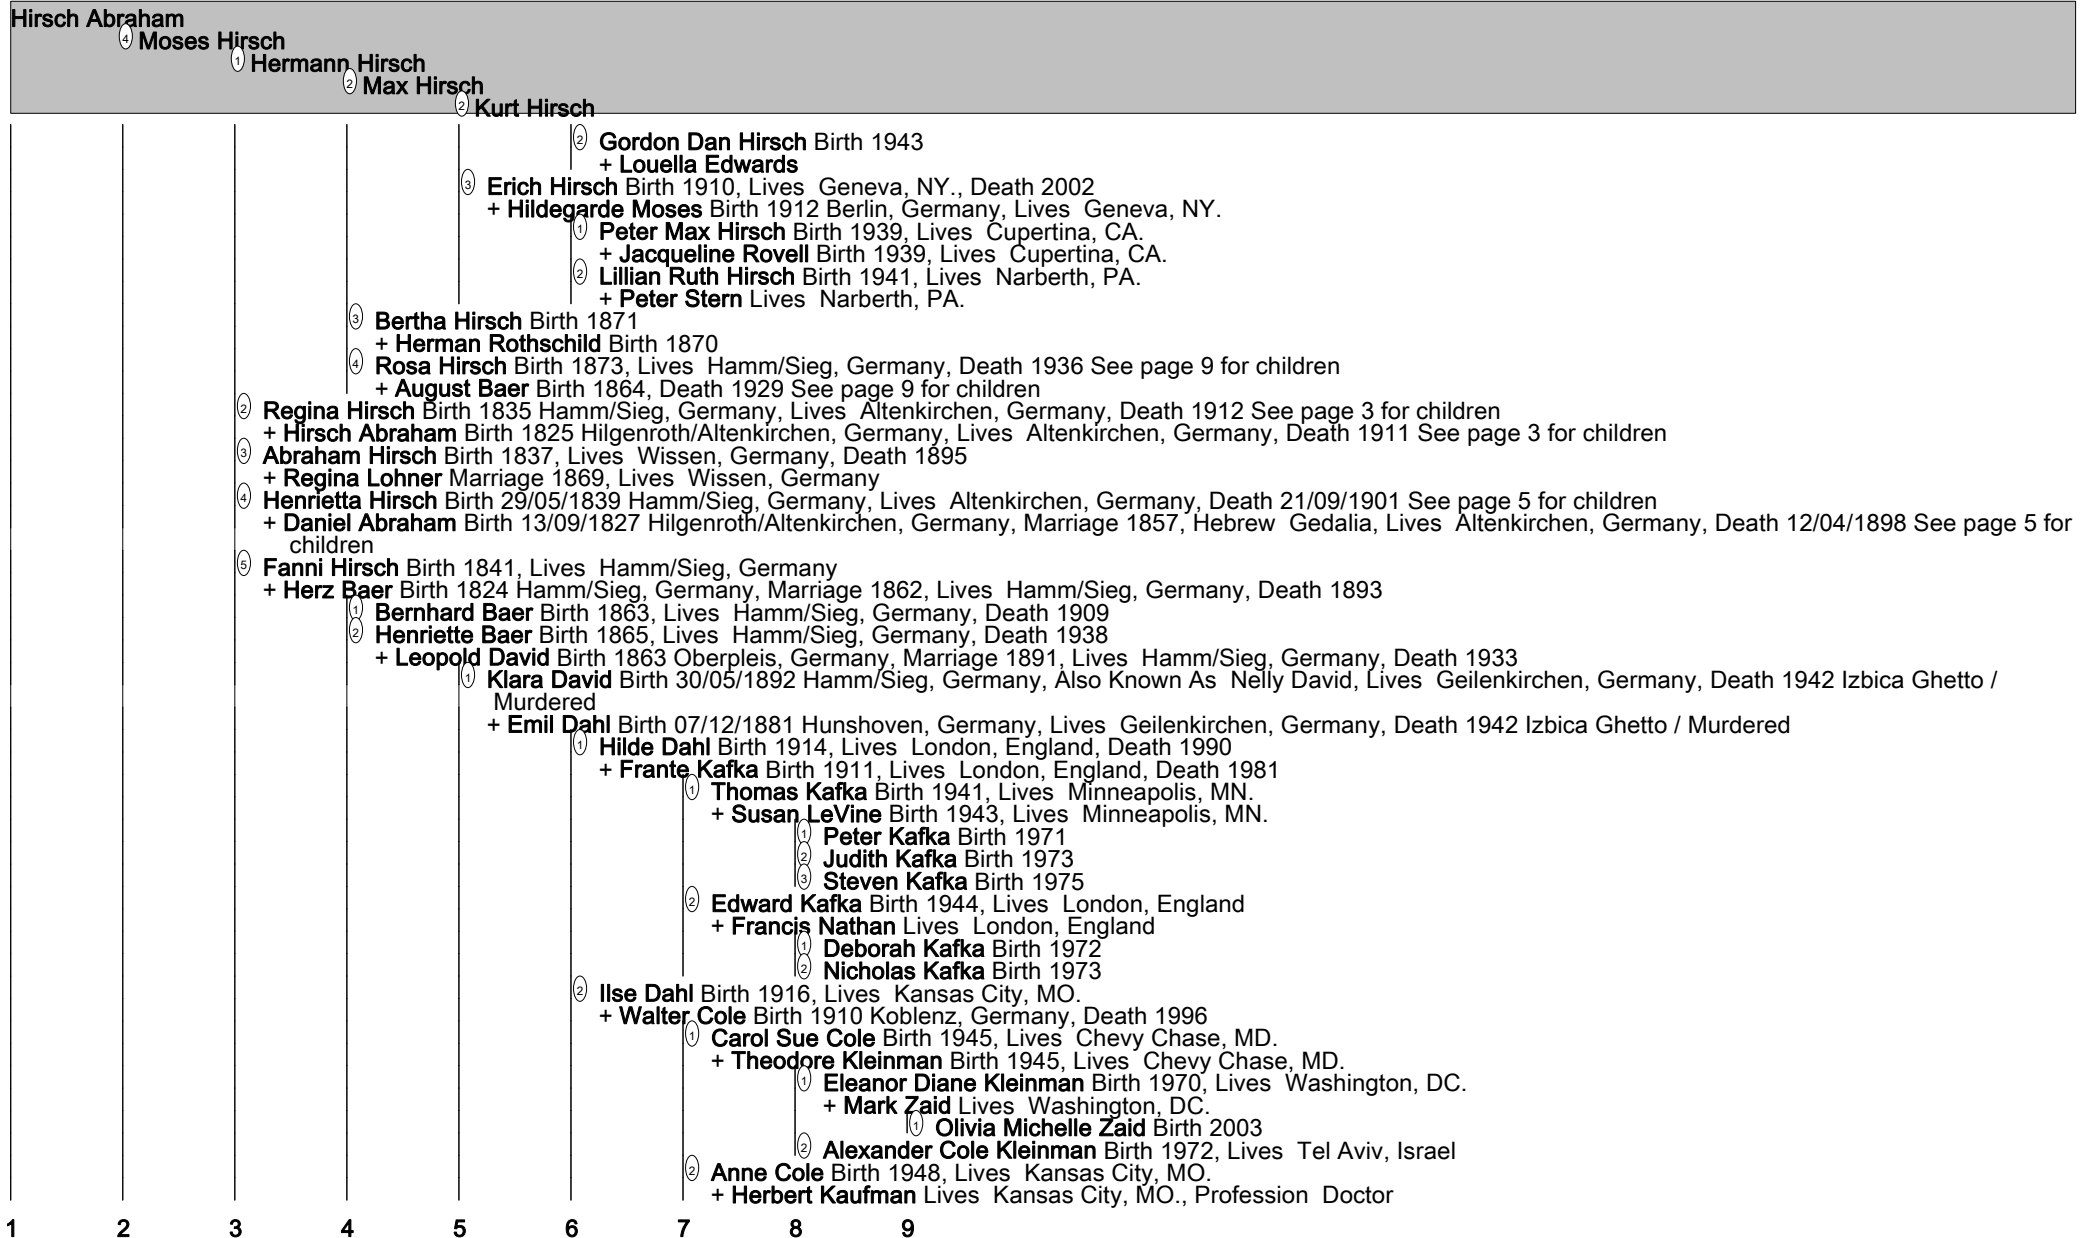 Hirsch Abraham
4 Moses Hirsch
1 Hermann Hirsch
2 Max Hirsch
2 Kurt Hirsch
2 Gordon Dan Hirsch Birth 1943
+ Louella Edwards
3 Erich Hirsch Birth 1910, Lives Geneva, NY., Death 2002
+ Hildegarde Moses Birth 1912 Berlin, Germany, Lives Geneva, NY.
1 Peter Max Hirsch Birth 1939, Lives Cupertina, CA.
+ Jacqueline Rovell Birth 1939, Lives Cupertina, CA.
2 Lillian Ruth Hirsch Birth 1941, Lives Narberth, PA.
+ Peter Stern Lives Narberth, PA.
3 Bertha Hirsch Birth 1871
+ Herman Rothschild Birth 1870
4 Rosa Hirsch Birth 1873, Lives Hamm/Sieg, Germany, Death 1936 See page 9 for children
+ August Baer Birth 1864, Death 1929 See page 9 for children
2 Regina Hirsch Birth 1835 Hamm/Sieg, Germany, Lives Altenkirchen, Germany, Death 1912 See page 3 for children
+ Hirsch Abraham Birth 1825 Hilgenroth/Altenkirchen, Germany, Lives Altenkirchen, Germany, Death 1911 See page 3 for children
3 Abraham Hirsch Birth 1837, Lives Wissen, Germany, Death 1895
+ Regina Lohner Marriage 1869, Lives Wissen, Germany
4 Henrietta Hirsch Birth 29/05/1839 Hamm/Sieg, Germany, Lives Altenkirchen, Germany, Death 21/09/1901 See page 5 for children
+ Daniel Abraham Birth 13/09/1827 Hilgenroth/Altenkirchen, Germany, Marriage 1857, Hebrew Gedalia, Lives Altenkirchen, Germany, Death 12/04/1898 See page 5 for
children
5 Fanni Hirsch Birth 1841, Lives Hamm/Sieg, Germany
+ Herz Baer Birth 1824 Hamm/Sieg, Germany, Marriage 1862, Lives Hamm/Sieg, Germany, Death 1893
1 Bernhard Baer Birth 1863, Lives Hamm/Sieg, Germany, Death 1909
2 Henriette Baer Birth 1865, Lives Hamm/Sieg, Germany, Death 1938
+ Leopold David Birth 1863 Oberpleis, Germany, Marriage 1891, Lives Hamm/Sieg, Germany, Death 1933
1 Klara David Birth 30/05/1892 Hamm/Sieg, Germany, Also Known As Nelly David, Lives Geilenkirchen, Germany, Death 1942 Izbica Ghetto /
Murdered
+ Emil Dahl Birth 07/12/1881 Hunshoven, Germany, Lives Geilenkirchen, Germany, Death 1942 Izbica Ghetto / Murdered
1 Hilde Dahl Birth 1914, Lives London, England, Death 1990
+ Frante Kafka Birth 1911, Lives London, England, Death 1981
1 Thomas Kafka Birth 1941, Lives Minneapolis, MN.
+ Susan LeVine Birth 1943, Lives Minneapolis, MN.
1 Peter Kafka Birth 1971
2 Judith Kafka Birth 1973
3 Steven Kafka Birth 1975
2 Edward Kafka Birth 1944, Lives London, England
+ Francis Nathan Lives London, England
1 Deborah Kafka Birth 1972
2 Nicholas Kafka Birth 1973
2 Ilse Dahl Birth 1916, Lives Kansas City, MO.
+ Walter Cole Birth 1910 Koblenz, Germany, Death 1996
1 Carol Sue Cole Birth 1945, Lives Chevy Chase, MD.
+ Theodore Kleinman Birth 1945, Lives Chevy Chase, MD.
1 Eleanor Diane Kleinman Birth 1970, Lives Washington, DC.
+ Mark Zaid Lives Washington, DC.
1 Olivia Michelle Zaid Birth 2003
2 Alexander Cole Kleinman Birth 1972, Lives Tel Aviv, Israel
2 Anne Cole Birth 1948, Lives Kansas City, MO.
+ Herbert Kaufman Lives Kansas City, MO., Profession Doctor
1 2 3 4 5 6 7 8 9